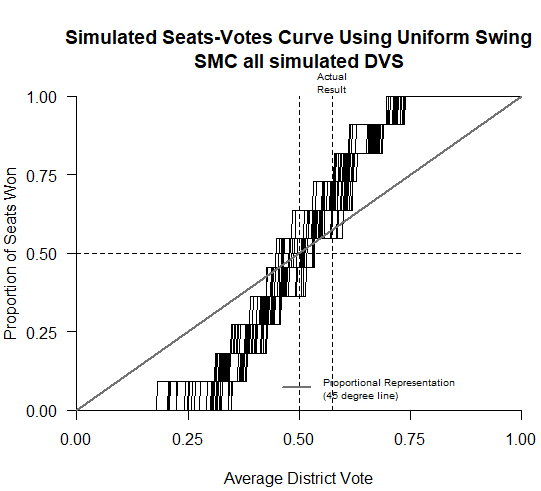 Simulated Seats-Votes Curve Using Uniform Swing
SMC all simulated DVS
Actual
Result
1.00
0.75
0.50
0.25
0.00
Proportion of Seats Won
Proportional Representation
(45 degree line)
0.00 0.25 0.50 0.75 1.00
Average District Vote